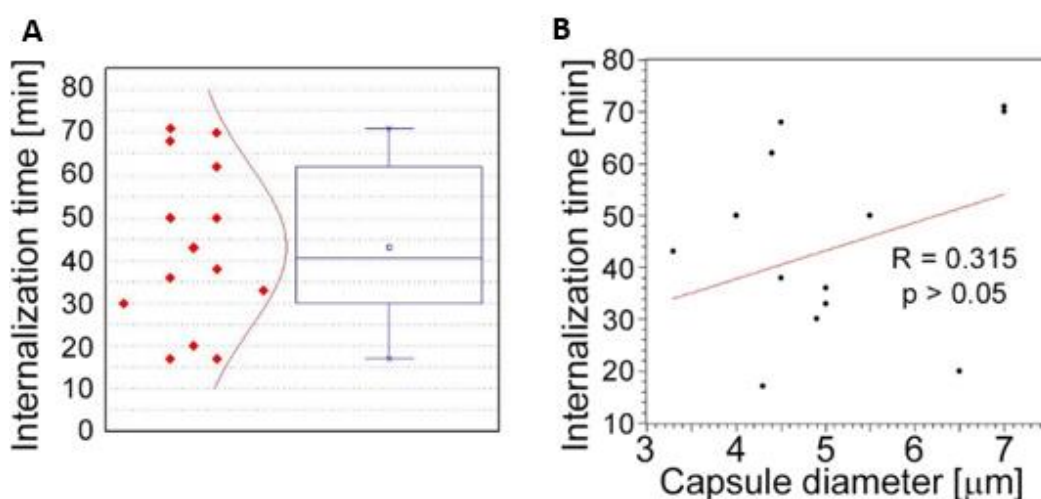 A
Internalization time [min]
80
70
60
50
40
30
20
10
0
B
Internalization time [min]
80
70
60
50
40
30
20
10
R = 0.315
p > 0.05
3 4 5 6 7
Capsule diameter [μm]